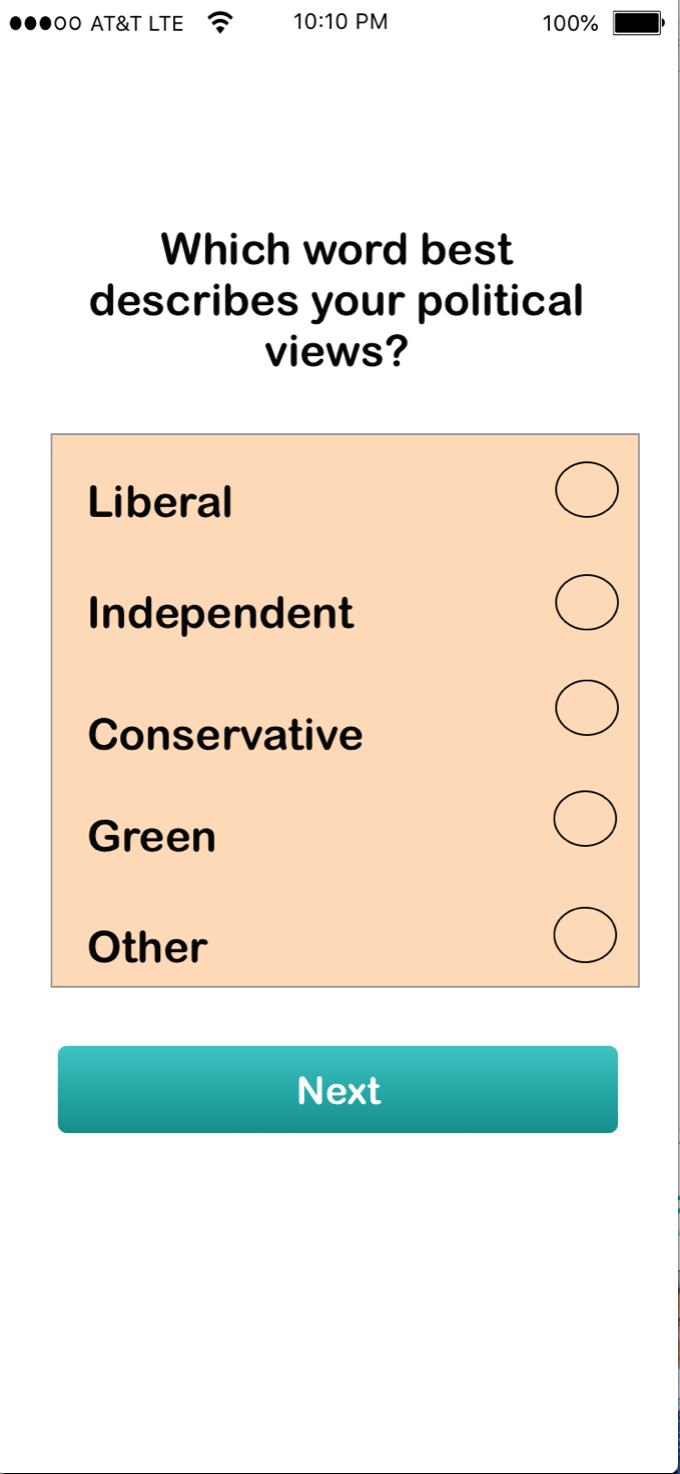 AT&T LTE 10:10 PM 100%
Which word best
describes your political
views?
Liberal
Independent
Conservative
Green
Other
Next